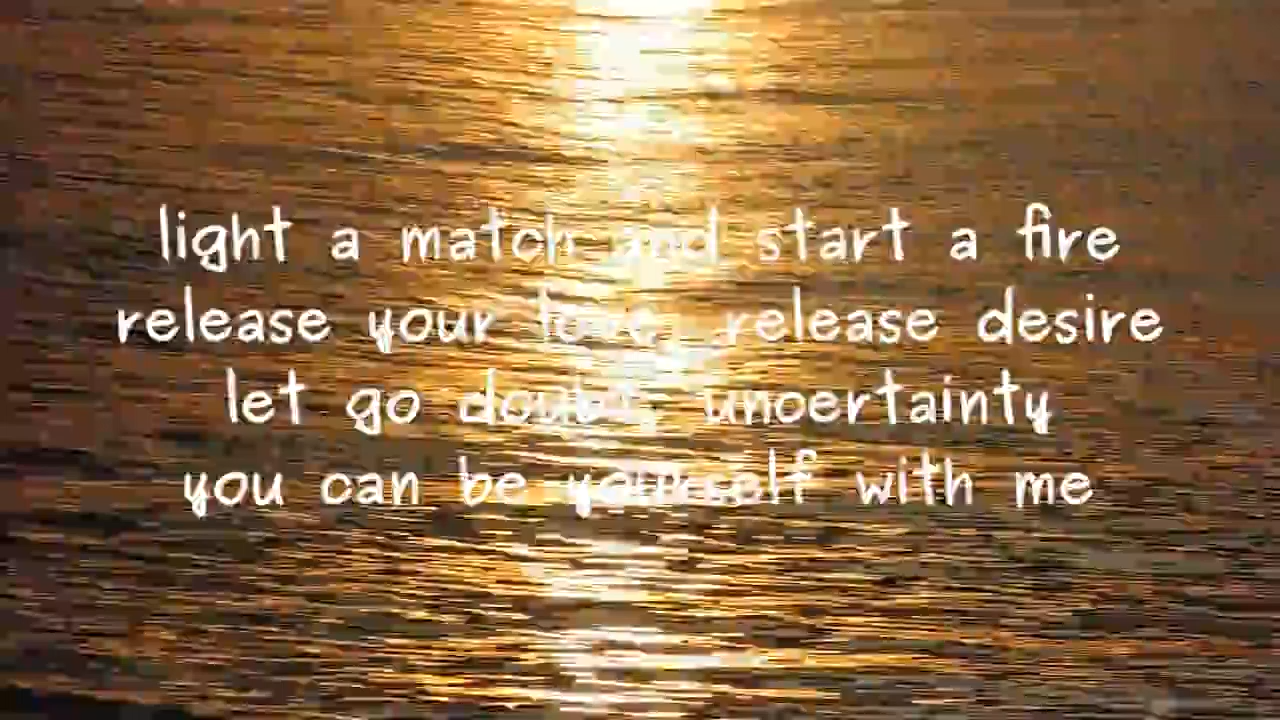 light a match and start a fire
release your love, release desire
let go doubt, uncertainty
you can be yourself with me